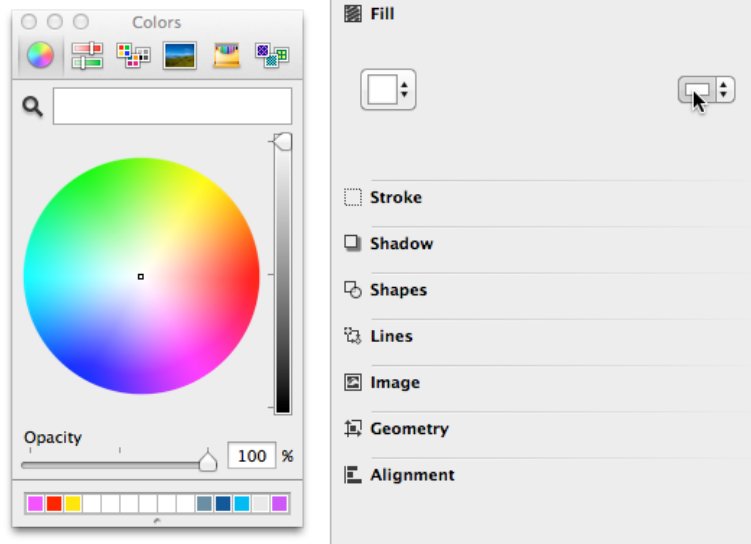 Colors
Opacity
100 %
Fill
Stroke
Shadow
Shapes
Lines
Image
Geometry
Alignment